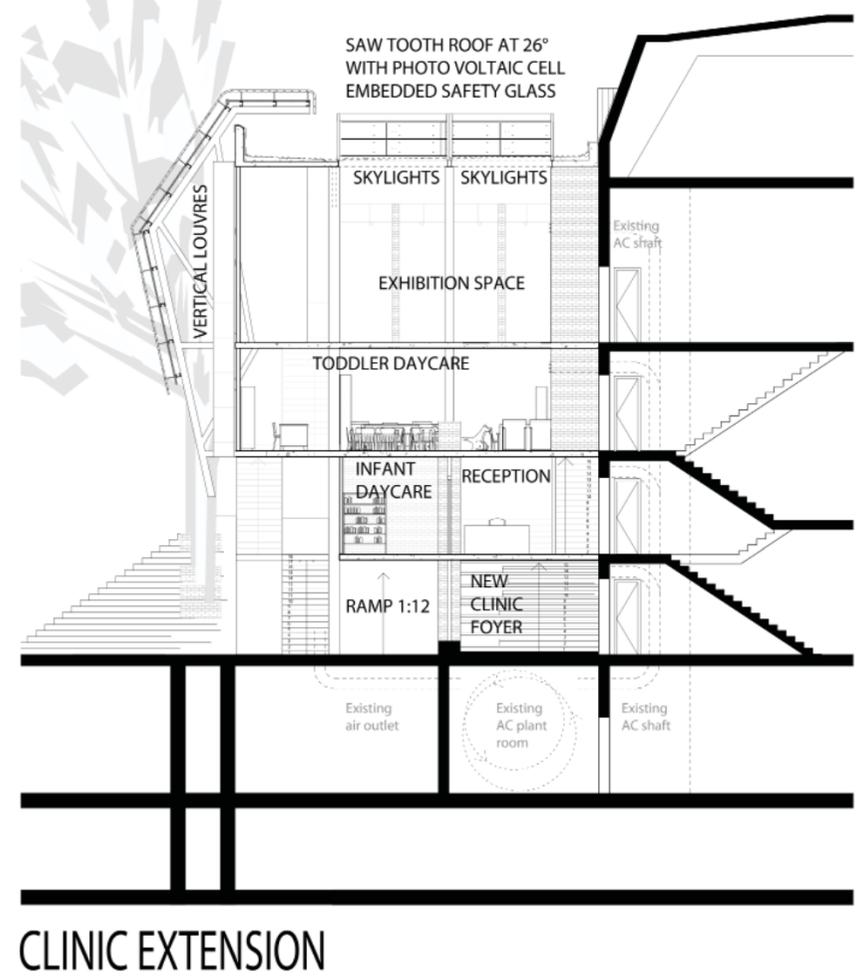 SAW TOOTH ROOF AT 26°
WITH PHOTO VOLTAIC CELL
EMBEDDED SAFETY GLASS
SKYLIGHTS
SKYLIGHTS
VERTICAL LOUVRES
Existing
AC shaft
EXHIBITION SPACE
TODDLER DAYCARE
INFANT
DAYCARE
RECEPTION
RAMP 1:12
NEW
CLINIC
FOYER
Existing
air outlet
Existing
AC plant
room
Existing
AC shaft
CLINIC EXTENSION